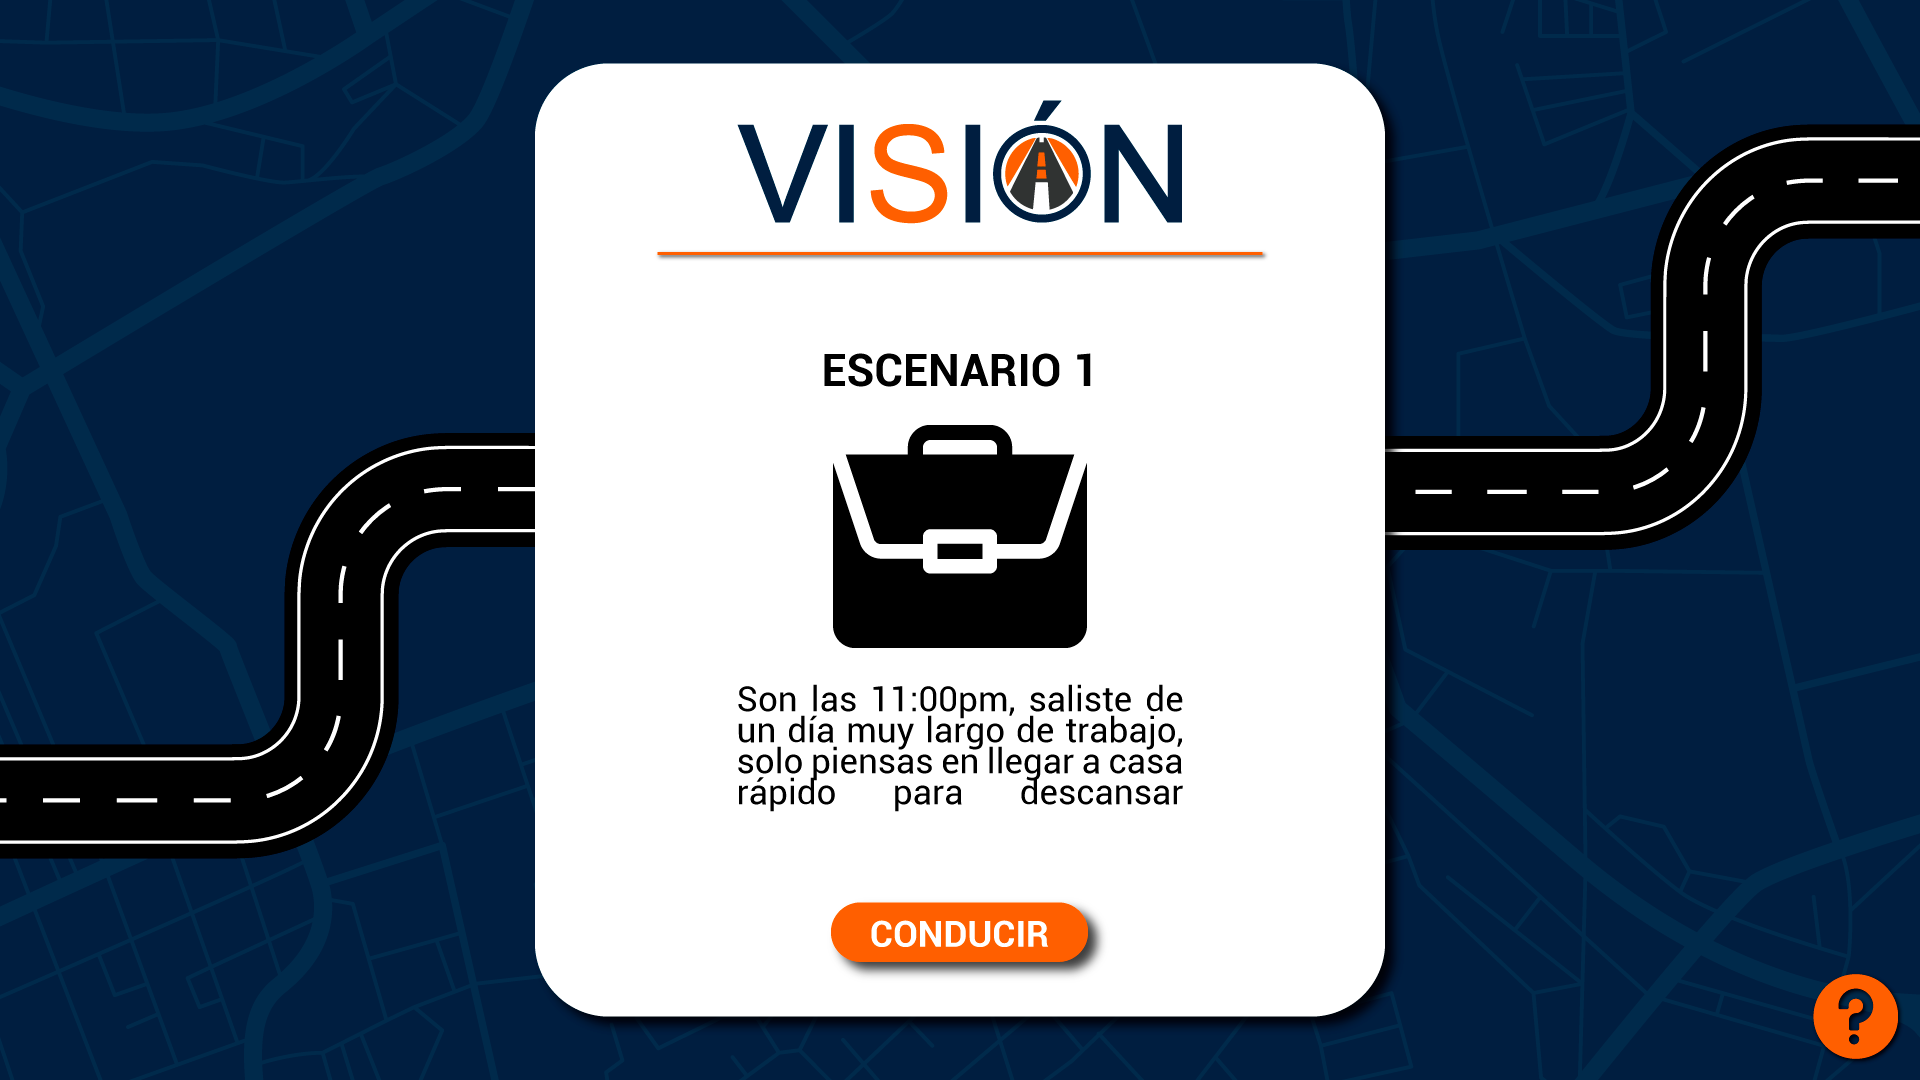 VISIÓN
ESCENARIO 1
Son las 11:00pm, saliste de
un día muy largo de trabajo,
solo piensas en llegar a casa
rápido para descansar
CONDUCIR
?